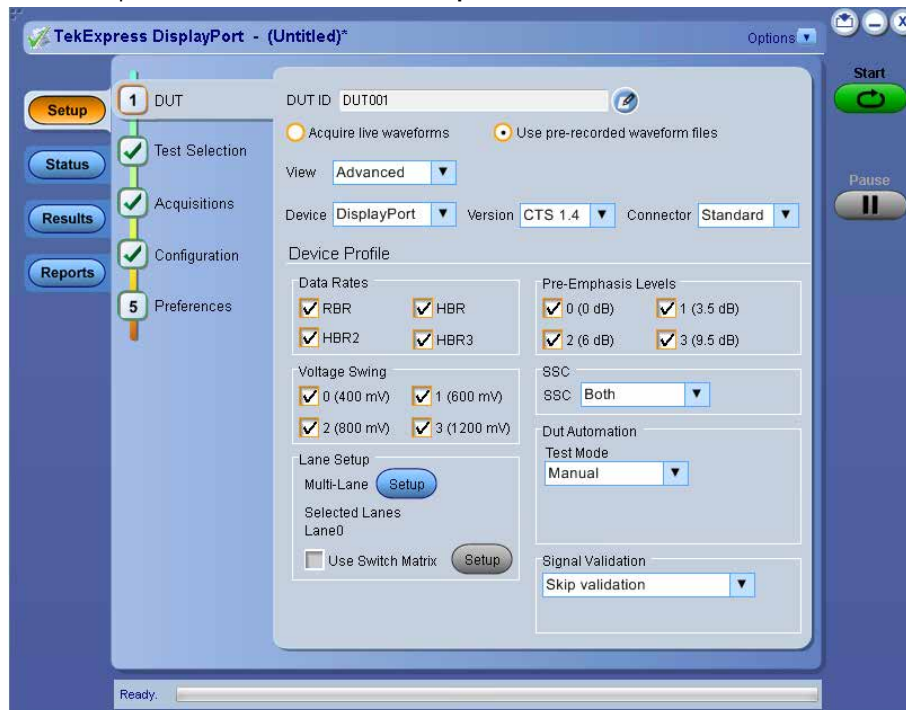 TekExpress DisplayPort - (Untitled)*
Options
Start
Pause
Setup
Status
Results
Reports
1 DUT
Test Selection
Acquisitions
Configuration
5 Preferences
DUT ID DUT001
Acquire live waveforms Use pre-recorded waveform files
View Advanced
Device DisplayPort Version CTS 1.4 Connector Standard
Device Profile
Data Rates
RBR HBR
HBR2 HBR3
Pre-Emphasis Levels
0 (0 dB) 1 (3.5 dB)
2 (6 dB) 3 (9.5 dB)
Voltage Swing
0 (400 mV) 1 (600 mV)
2 (800 mV) 3 (1200 mV)
SSC
SSC Both
Lane Setup
Multi-Lane Setup
Selected Lanes
Lane0
Use Switch Matrix Setup
Dut Automation
Test Mode
Manual
Signal Validation
Skip validation
Ready.